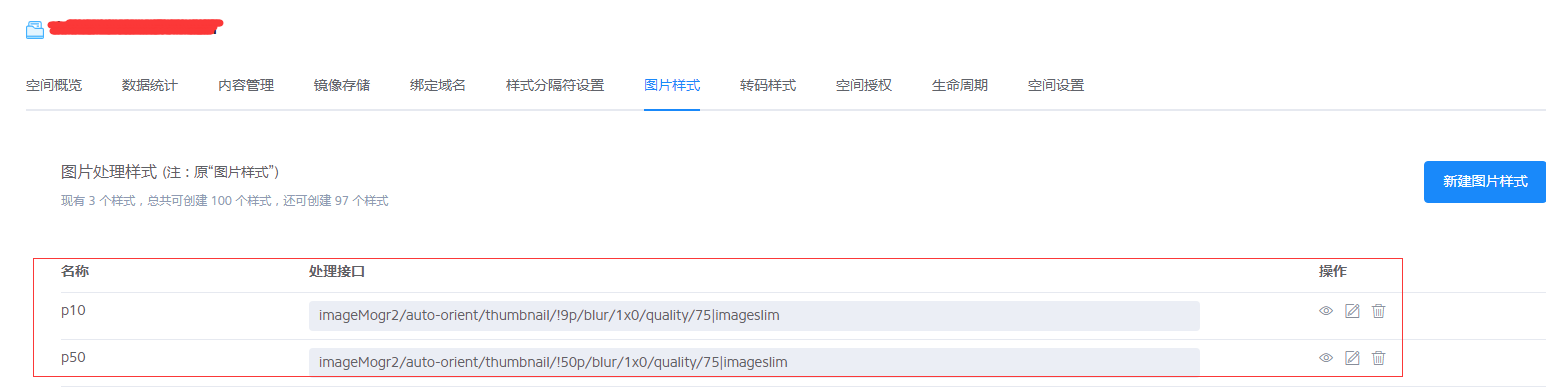 空间概览 数据统计 内容管理 镜像存储 绑定域名 样式分隔符设置 图片样式 转码样式 空间授权 生命周期 空间设置
图片处理样式 (注：原“图片样式”)
新建图片样式
现有 3 个样式，总共可创建 100 个样式，还可创建 97 个样式
名称 处理接口 操作
p10 imageMogr2/auto-orient/thumbnail/!9p/blur/1x0/quality/75|imageslim
p50 imageMogr2/auto-orient/thumbnail/!50p/blur/1x0/quality/75|imageslim